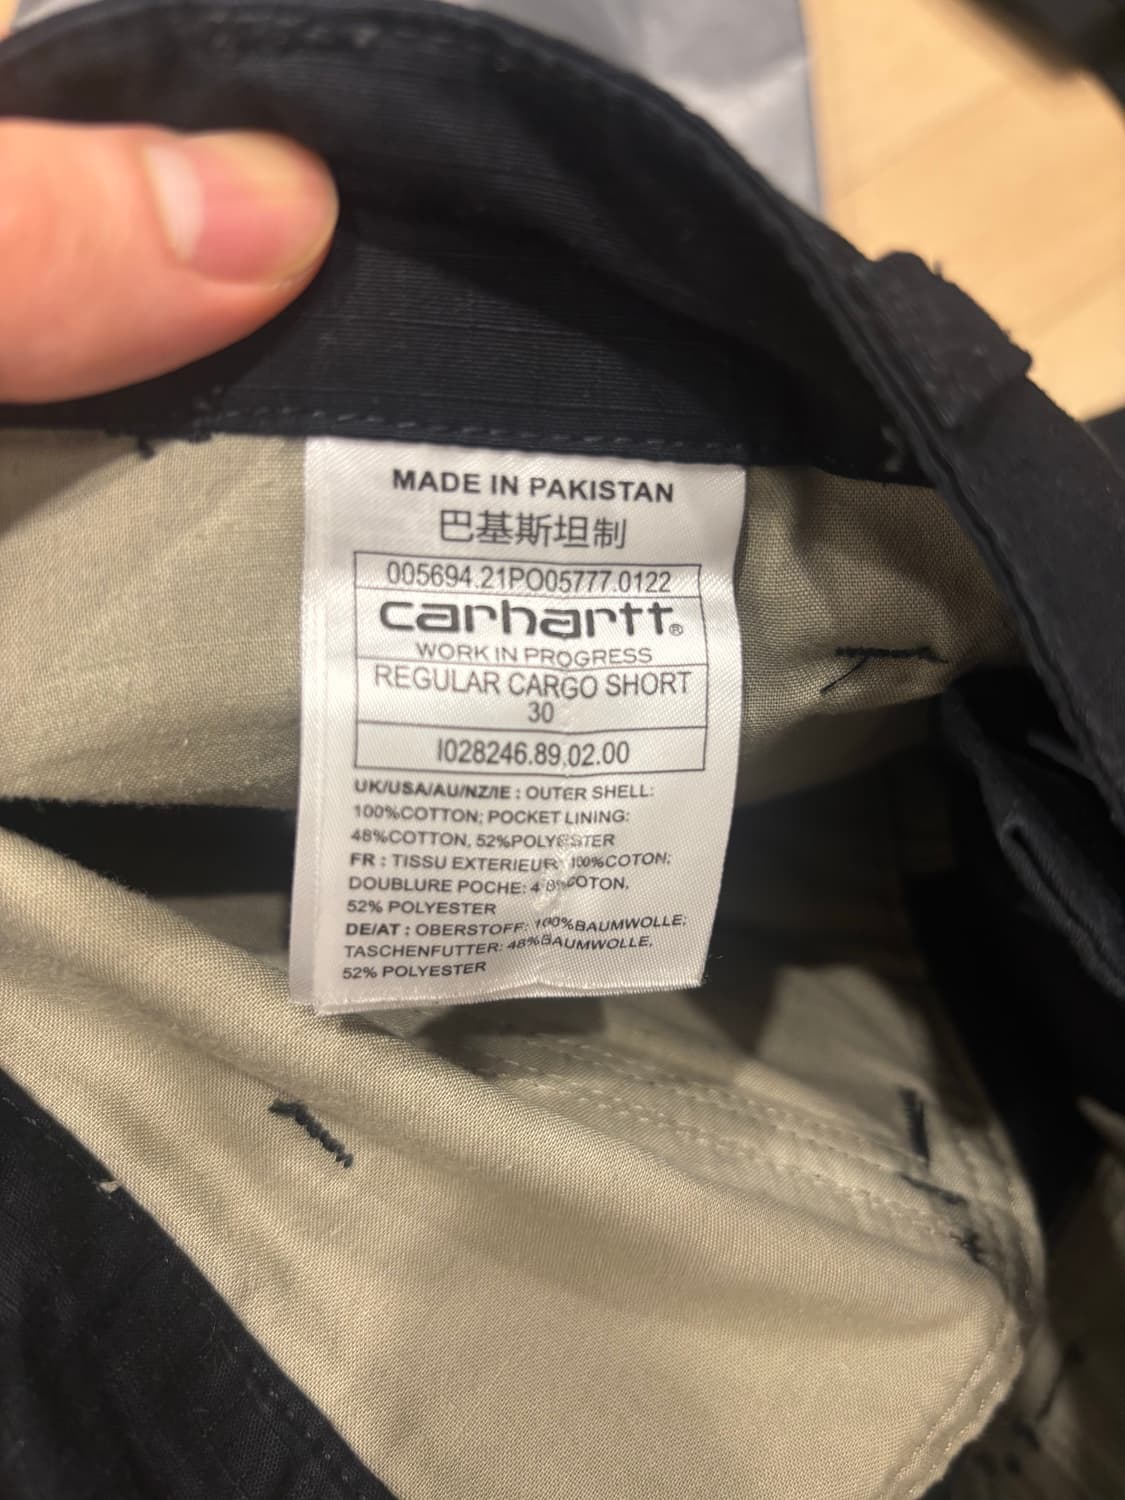 MADE IN PAKISTAN
巴基斯坦制
005694.21PO05777.0122
carhartt®
WORK IN PROGRESS
REGULAR CARGO SHORT
30
I028246.89.02.00
UK/USA/AU/NZ/IE : OUTER SHELL:
100%COTTON; POCKET LINING:
48%COTTON, 52%POLYESTER
FR : TISSU EXTERIEUR: 100%COTON;
DOUBLURE POCHE: 48%COTON,
52% POLYESTER
DE/AT : OBERSTOFF: 100%BAUMWOLLE;
TASCHENFUTTER: 48%BAUMWOLLE,
52% POLYESTER